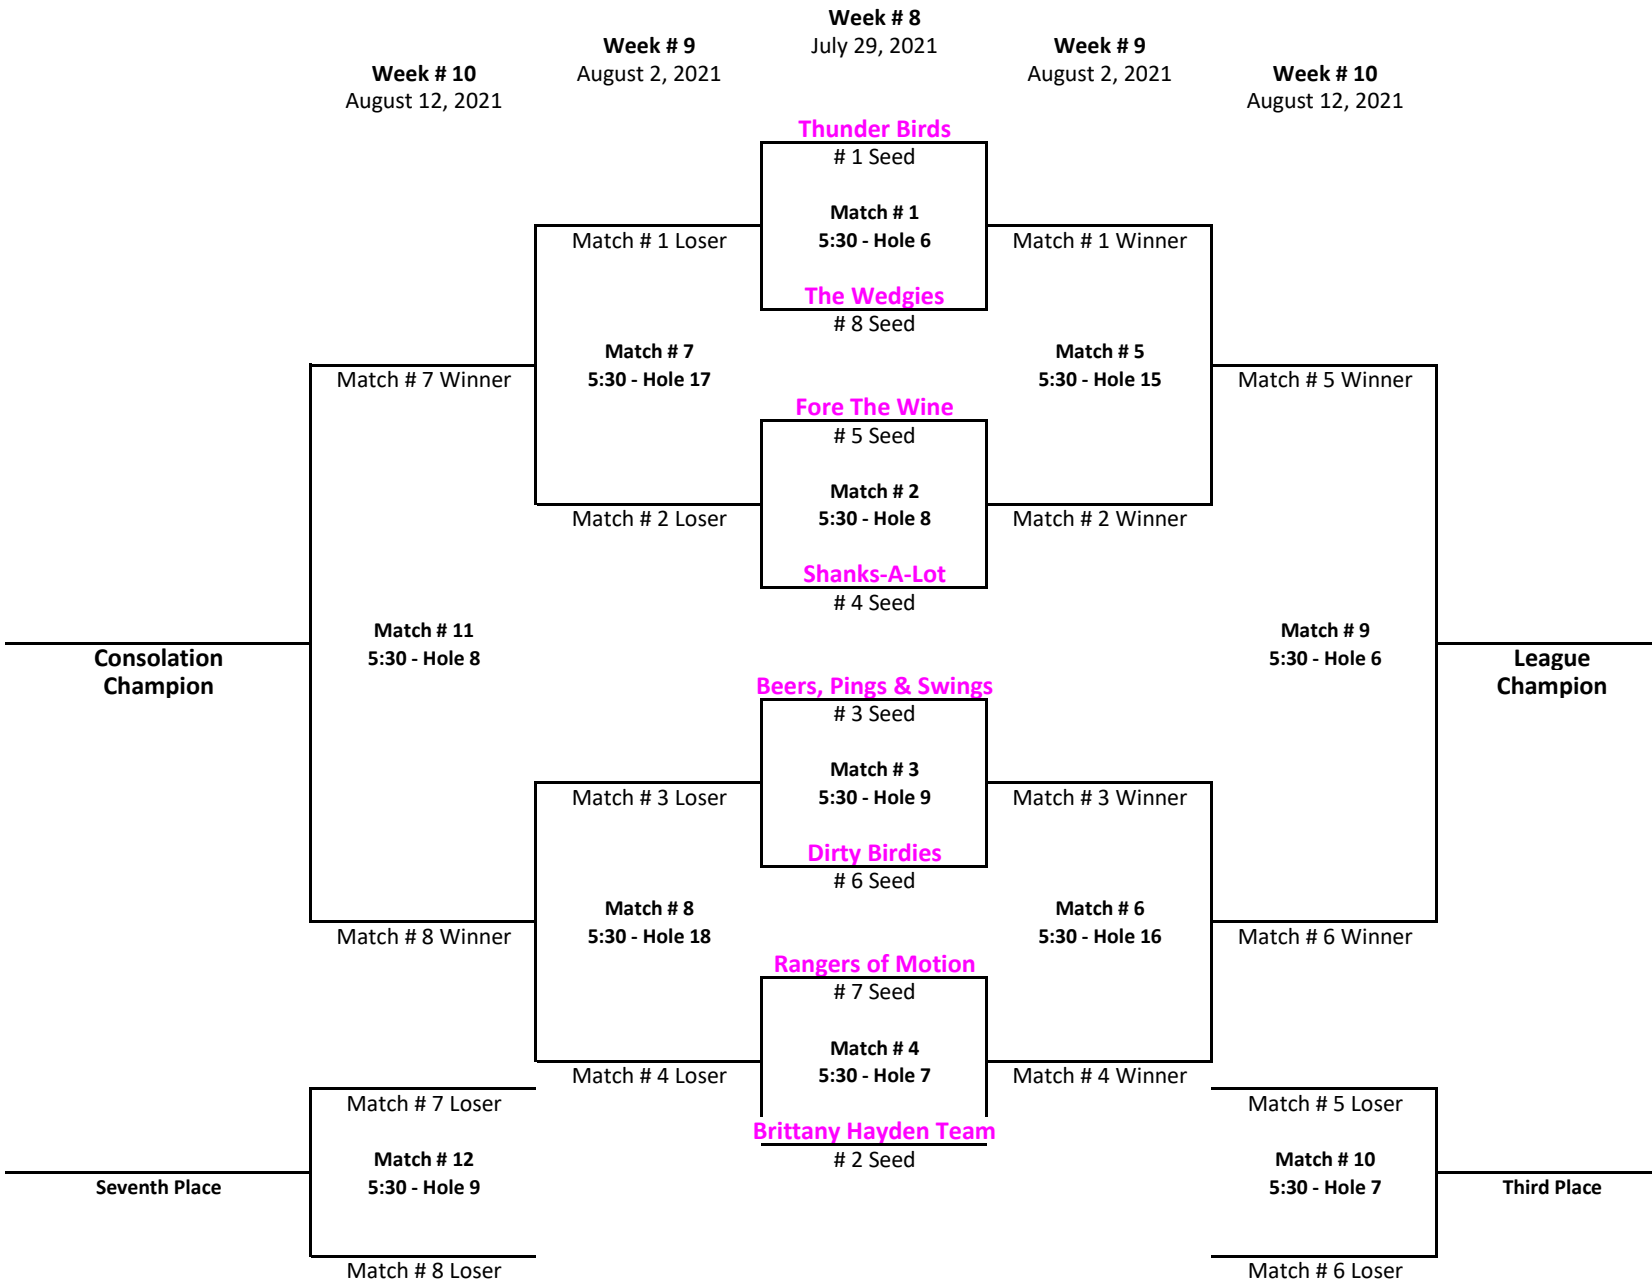 Week # 8
July 29, 2021
Week # 9
August 2, 2021
Week # 9
August 2, 2021
Week # 10
August 12, 2021
Week # 10
August 12, 2021
Thunder Birds
# 1 Seed
Match # 1
5:30 - Hole 6
Match # 1 Loser
Match # 1 Winner
The Wedgies
# 8 Seed
Match # 7
5:30 - Hole 17
Match # 5
5:30 - Hole 15
Match # 7 Winner
Match # 5 Winner
Fore The Wine
# 5 Seed
Match # 2
5:30 - Hole 8
Match # 2 Loser
Match # 2 Winner
Shanks-A-Lot
# 4 Seed
Match # 11
5:30 - Hole 8
Match # 9
5:30 - Hole 6
Consolation
Champion
League
Champion
Beers, Pings & Swings
# 3 Seed
Match # 3
5:30 - Hole 9
Match # 3 Loser
Match # 3 Winner
Dirty Birdies
# 6 Seed
Match # 8
5:30 - Hole 18
Match # 6
5:30 - Hole 16
Match # 8 Winner
Match # 6 Winner
Rangers of Motion
# 7 Seed
Match # 4
5:30 - Hole 7
Match # 4 Loser
Match # 4 Winner
Match # 7 Loser
Match # 5 Loser
Brittany Hayden Team
# 2 Seed
Match # 12
5:30 - Hole 9
Match # 10
5:30 - Hole 7
Seventh Place
Third Place
Match # 8 Loser
Match # 6 Loser